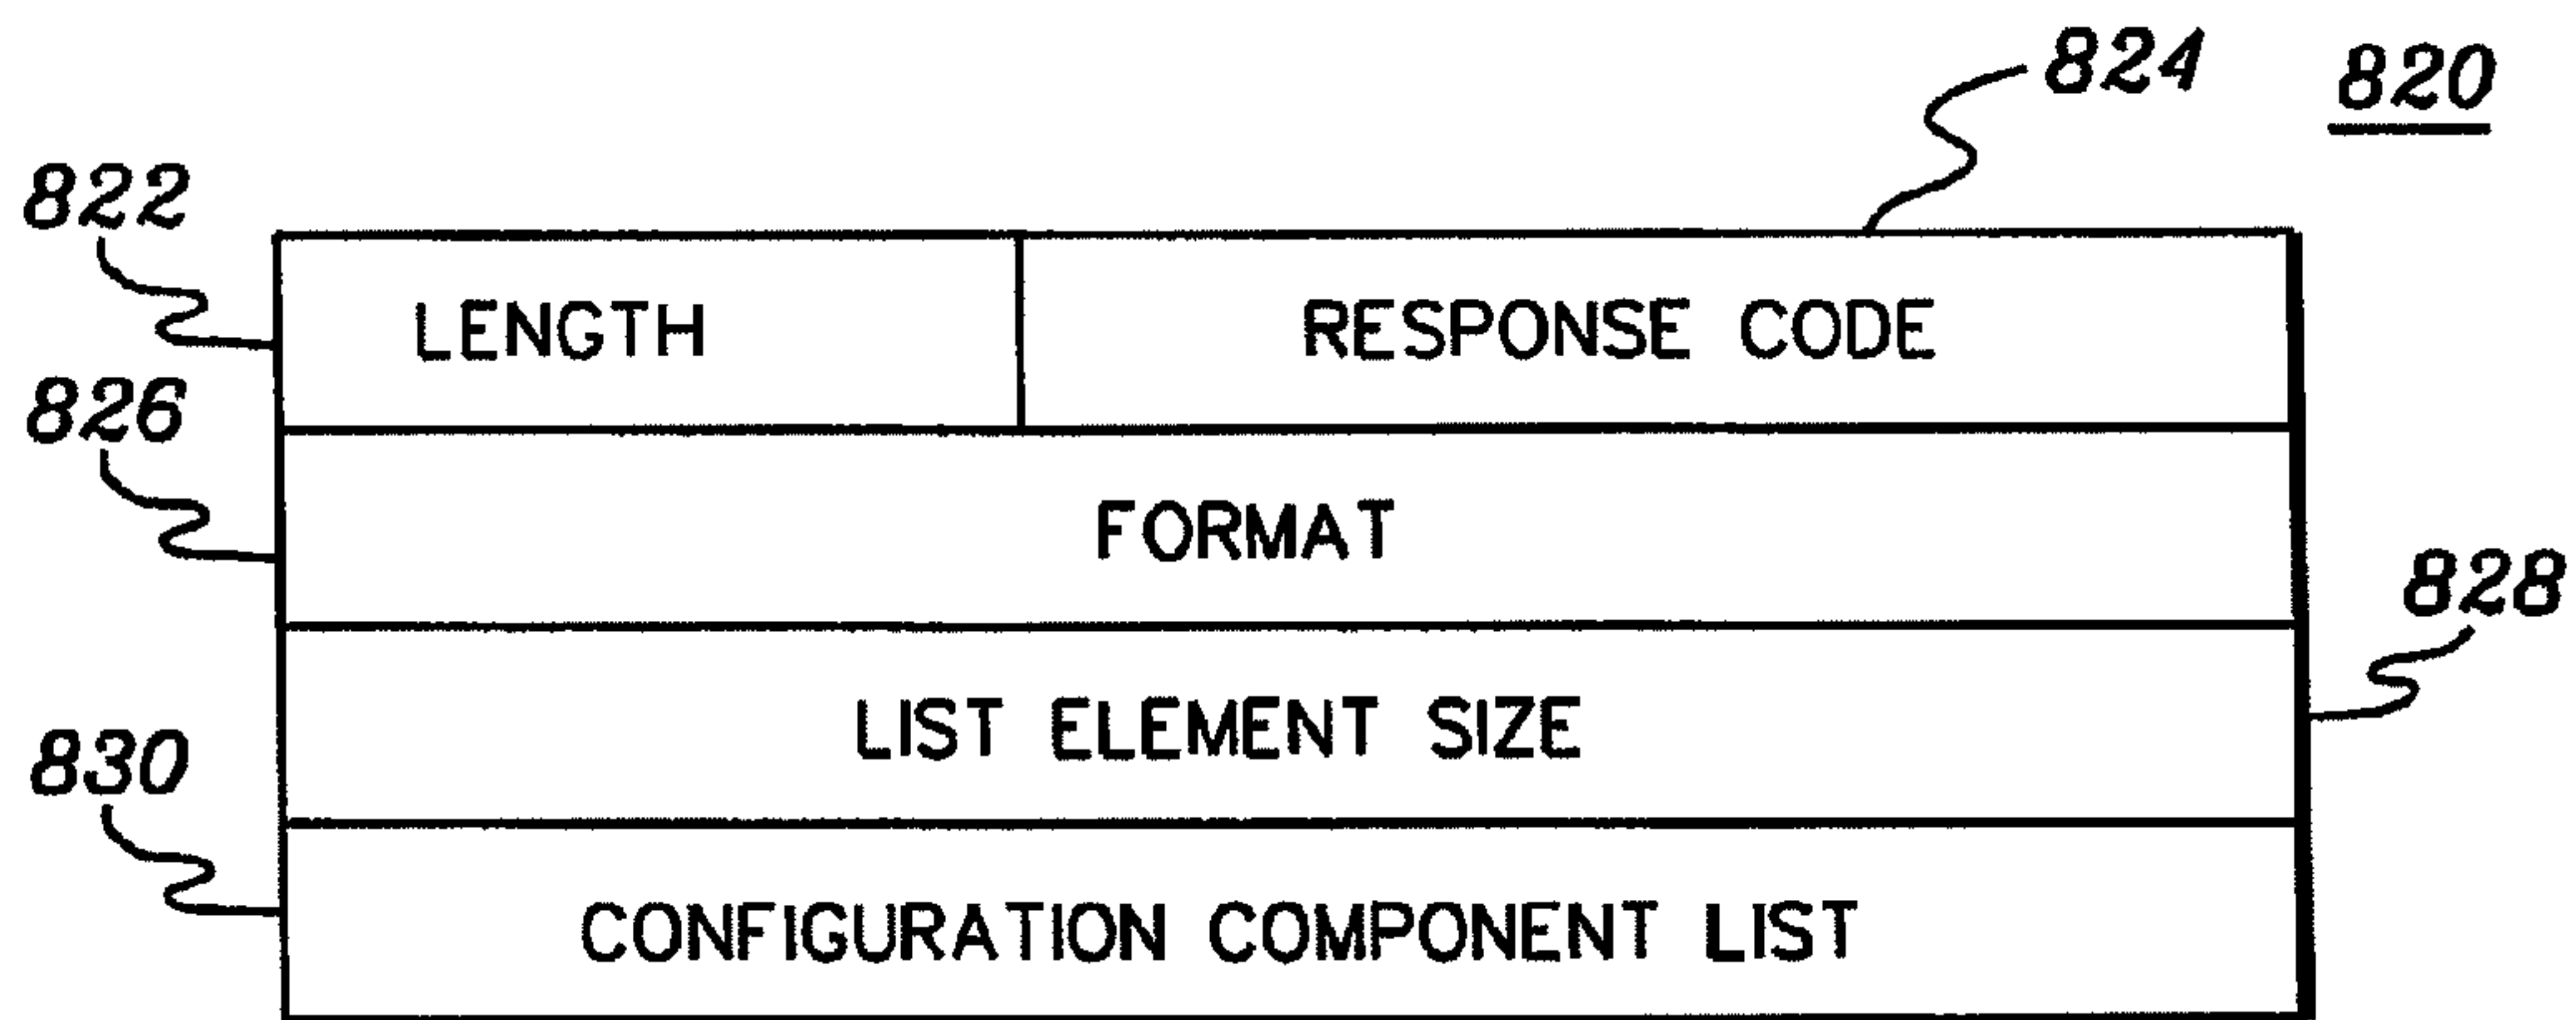 824 820
822
LENGTH RESPONSE CODE
826
FORMAT
828
LIST ELEMENT SIZE
830
CONFIGURATION COMPONENT LIST